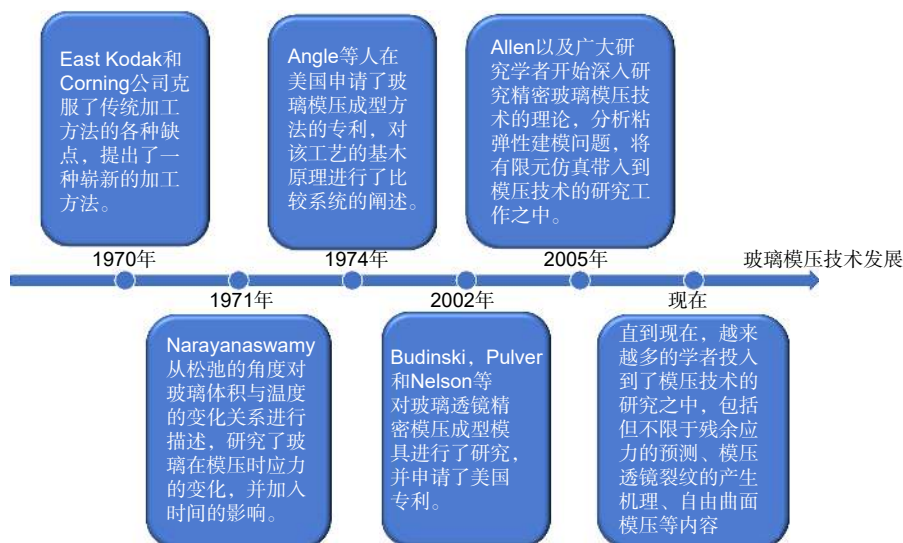 East Kodak和
Corning公司克
服了传统加工
方法的各种缺
点，提出了一
种崭新的加工
方法。
Angle等人在
美国申请了玻
璃模压成型方
法的专利，对
该工艺的基木
原理进行了比
较系统的阐述。
Allen以及广大研
究学者开始深入研
究精密玻璃模压技
术的理论，分析粘
弹性建模问题，将
有限元仿真带入到
模压技术的研究工
作之中。
1970年
1974年
2005年
玻璃模压技术发展
1971年
2002年
现在
Narayanaswamy
从松弛的角度对
玻璃体积与温度
的变化关系进行
描述，研究了玻
璃在模压时应力
的变化，并加入
时间的影响。
Budinski，Pulver
和Nelson等
对玻璃透镜精
密模压成型模
具进行了研究，
并申请了美国
专利。
直到现在，越来
越多的学者投入
到了模压技术的
研究之中，包括
但不限于残余应
力的预测、模压
透镜裂纹的产生
机理、自由曲面
模压等内容